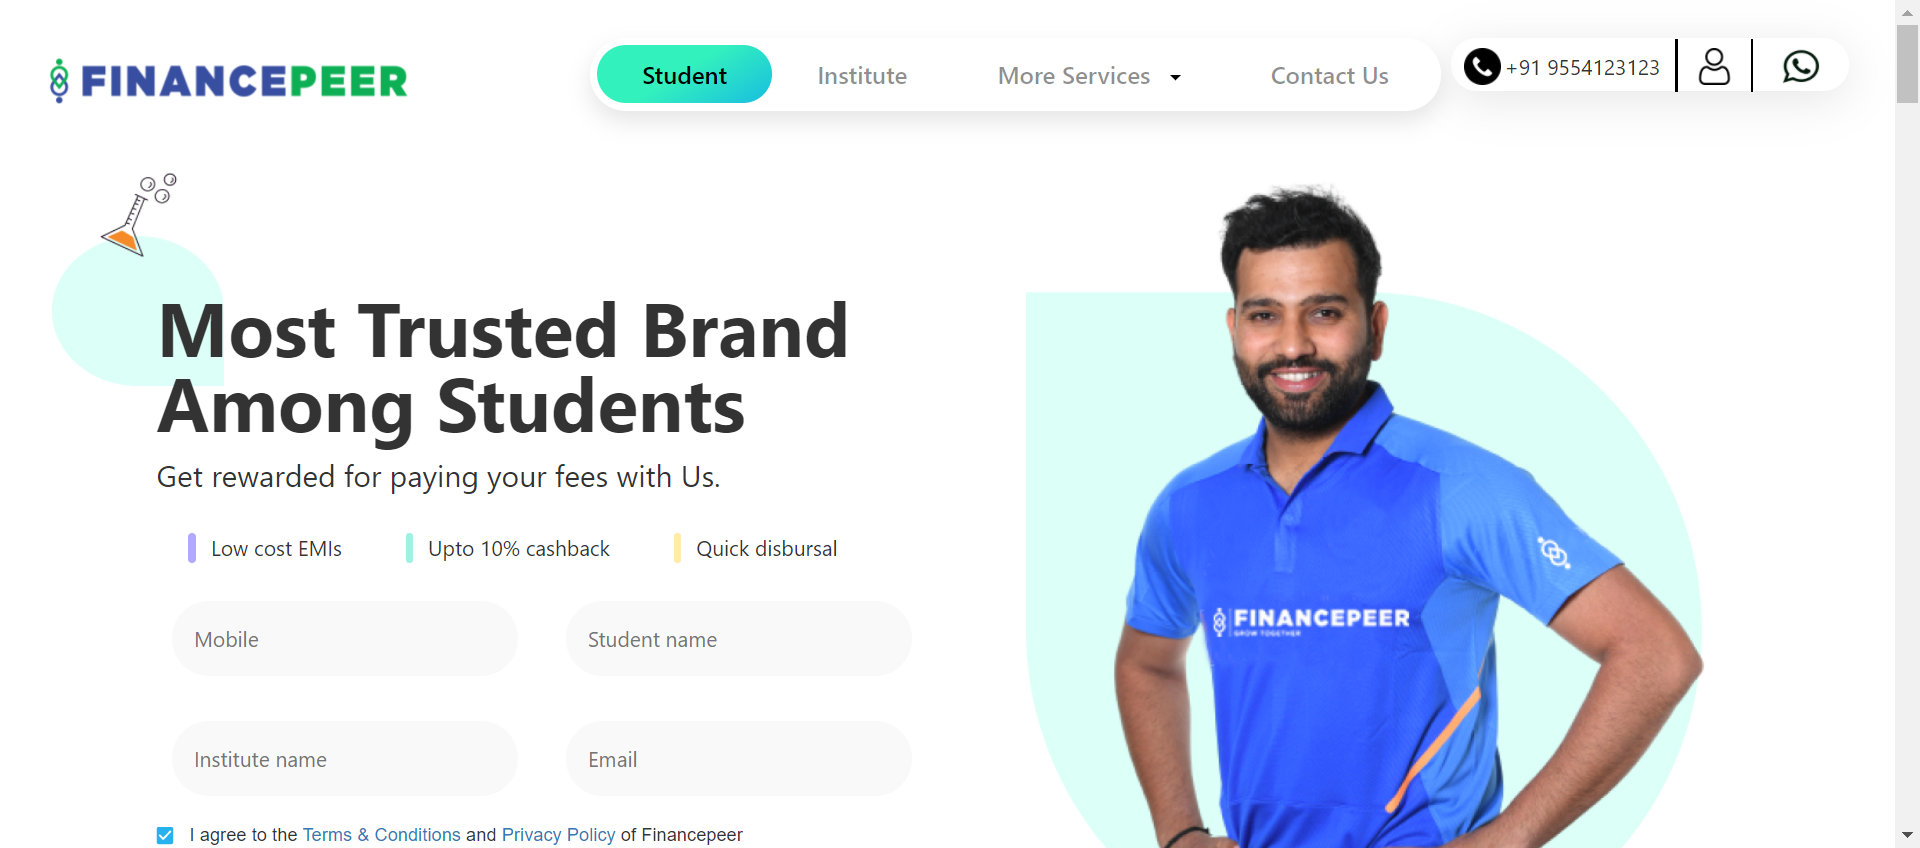 FINANCEPEER
Student
Institute
More Services
Contact Us
+91 9554123123
Most Trusted Brand
Among Students
Get rewarded for paying your fees with Us.
Low cost EMIs
Upto 10% cashback
Quick disbursal
Mobile
Student name
Institute name
Email
I agree to the Terms & Conditions and Privacy Policy of Financepeer
FINANCEPEER
GROW TOGETHER